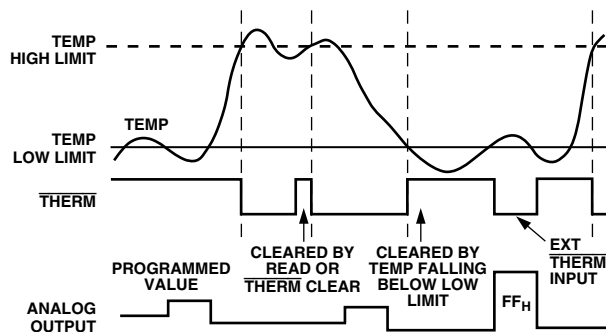 TEMP
HIGH LIMIT
TEMP
TEMP
LOW LIMIT
THERM
CLEARED BY
READ OR
THERM CLEAR
CLEARED BY
TEMP FALLING
BELOW LOW
LIMIT
EXT
THERM
INPUT
PROGRAMMED
VALUE
ANALOG
OUTPUT
FFH